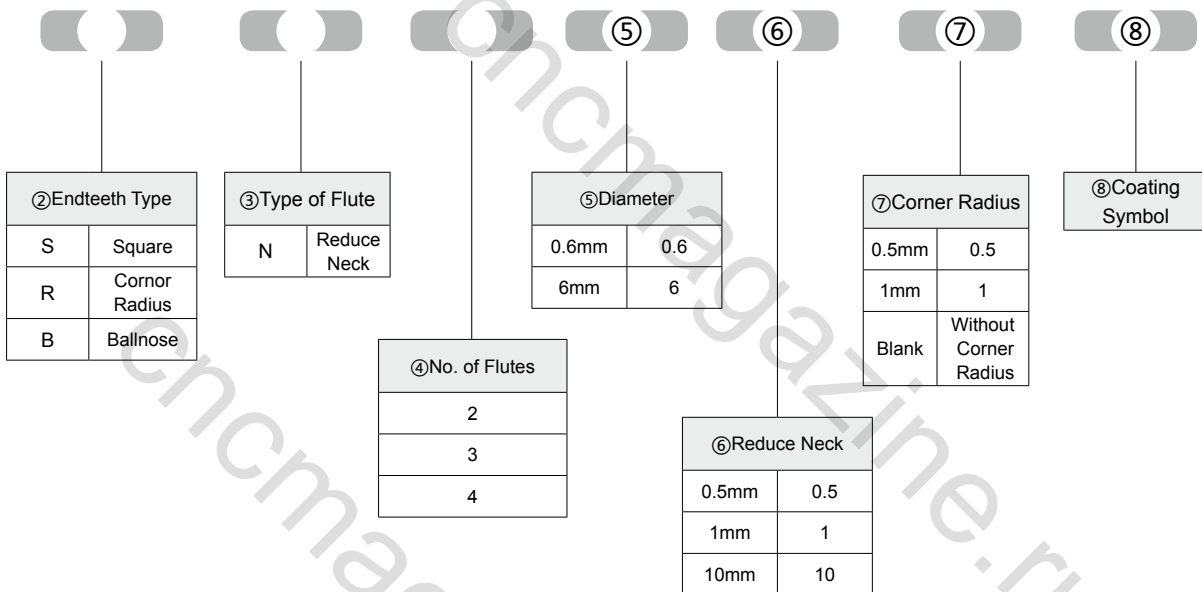 ⑤ ⑥ ⑦ ⑧
②Endteeth Type
S Square
R Cornor
Radius
B Ballnose
③Type of Flute
N Reduce
Neck
④No. of Flutes
2
3
4
⑤Diameter
0.6mm 0.6
6mm 6
⑥Reduce Neck
0.5mm 0.5
1mm 1
10mm 10
⑦Corner Radius
0.5mm 0.5
1mm 1
Blank Without
Corner
Radius
⑧Coating
Symbol
cncmagazine.ru
cncmag